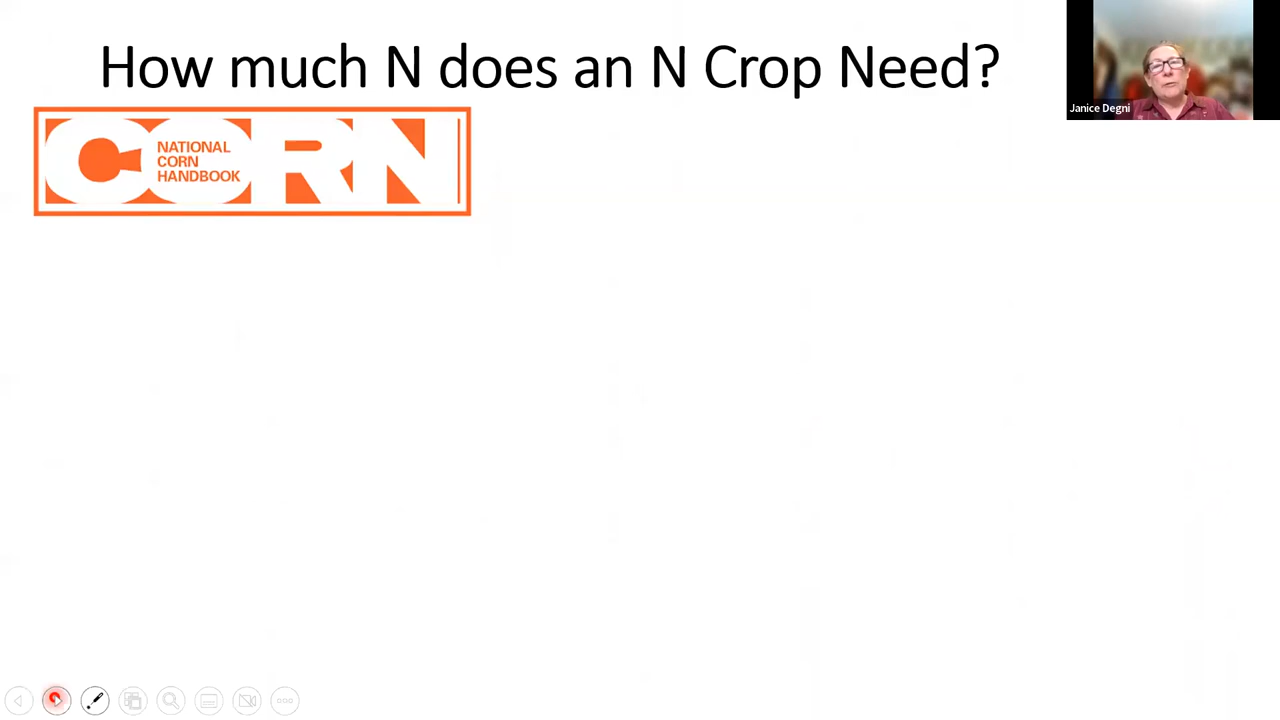 How much N does an N Crop Need?
Janice Degni
CORN
NATIONAL
CORN
HANDBOOK